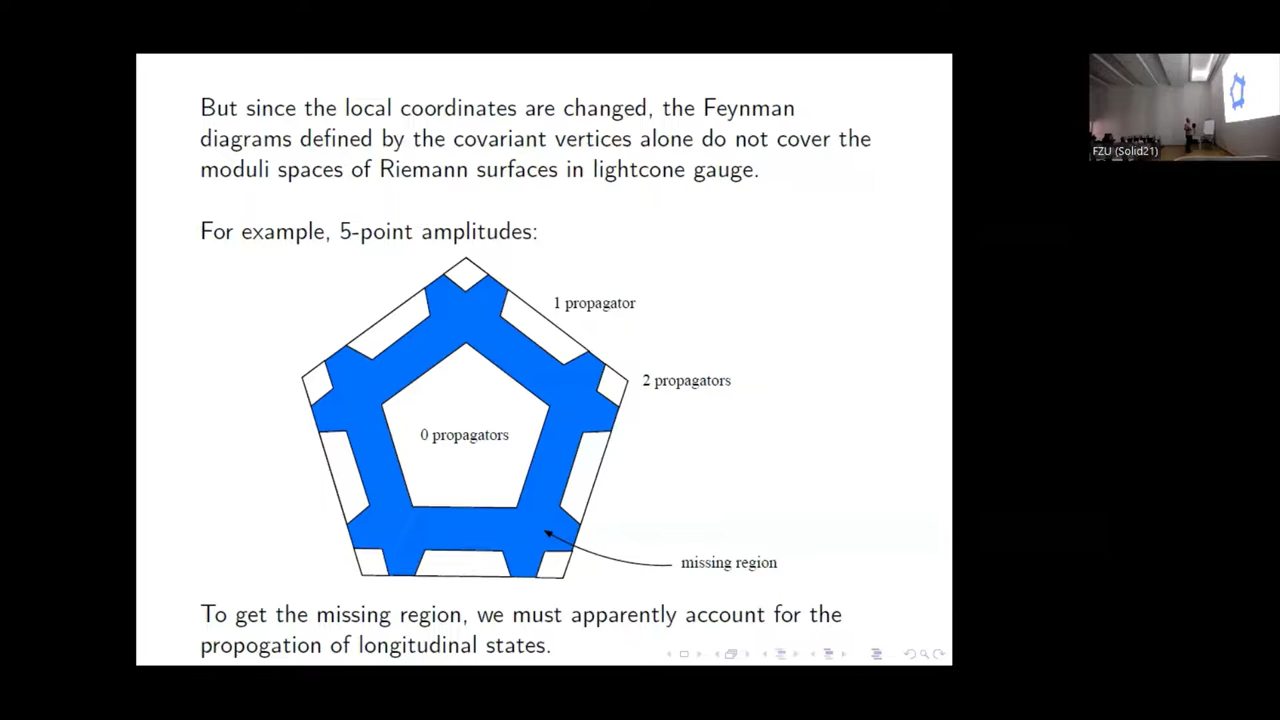 But since the local coordinates are changed, the Feynman
diagrams defined by the covariant vertices alone do not cover the
moduli spaces of Riemann surfaces in lightcone gauge.
For example, 5-point amplitudes:
1 propagator
2 propagators
0 propagators
missing region
To get the missing region, we must apparently account for the
propogation of longitudinal states.
FZU (Solid21)